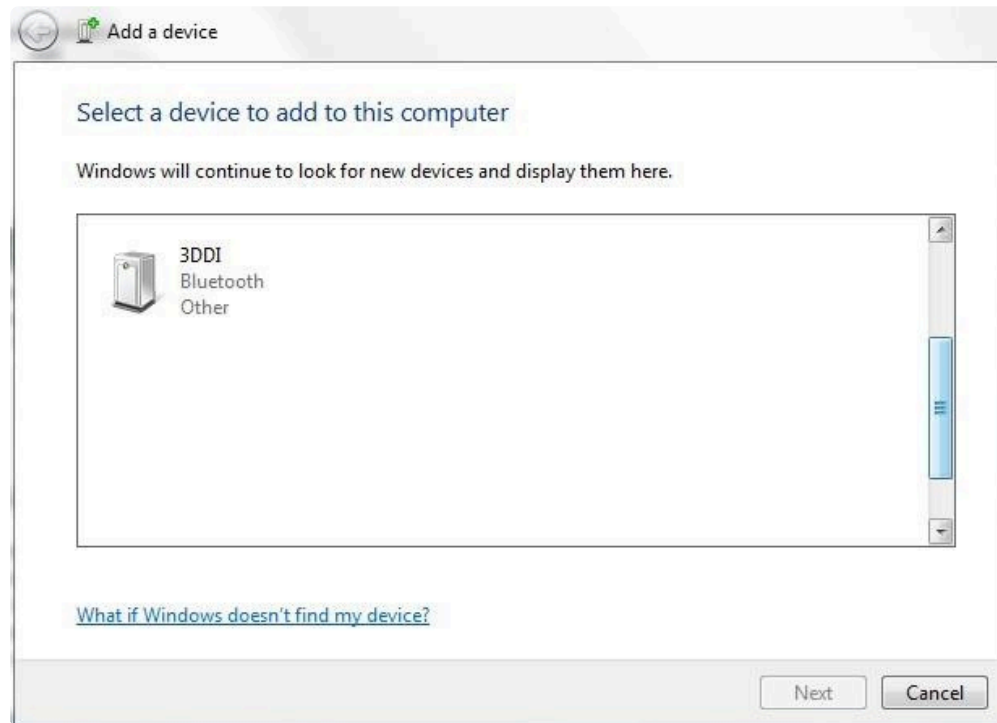 Add a device
Select a device to add to this computer
Windows will continue to look for new devices and display them here.
3DDI
Bluetooth
Other
What if Windows doesn't find my device?
Next
Cancel